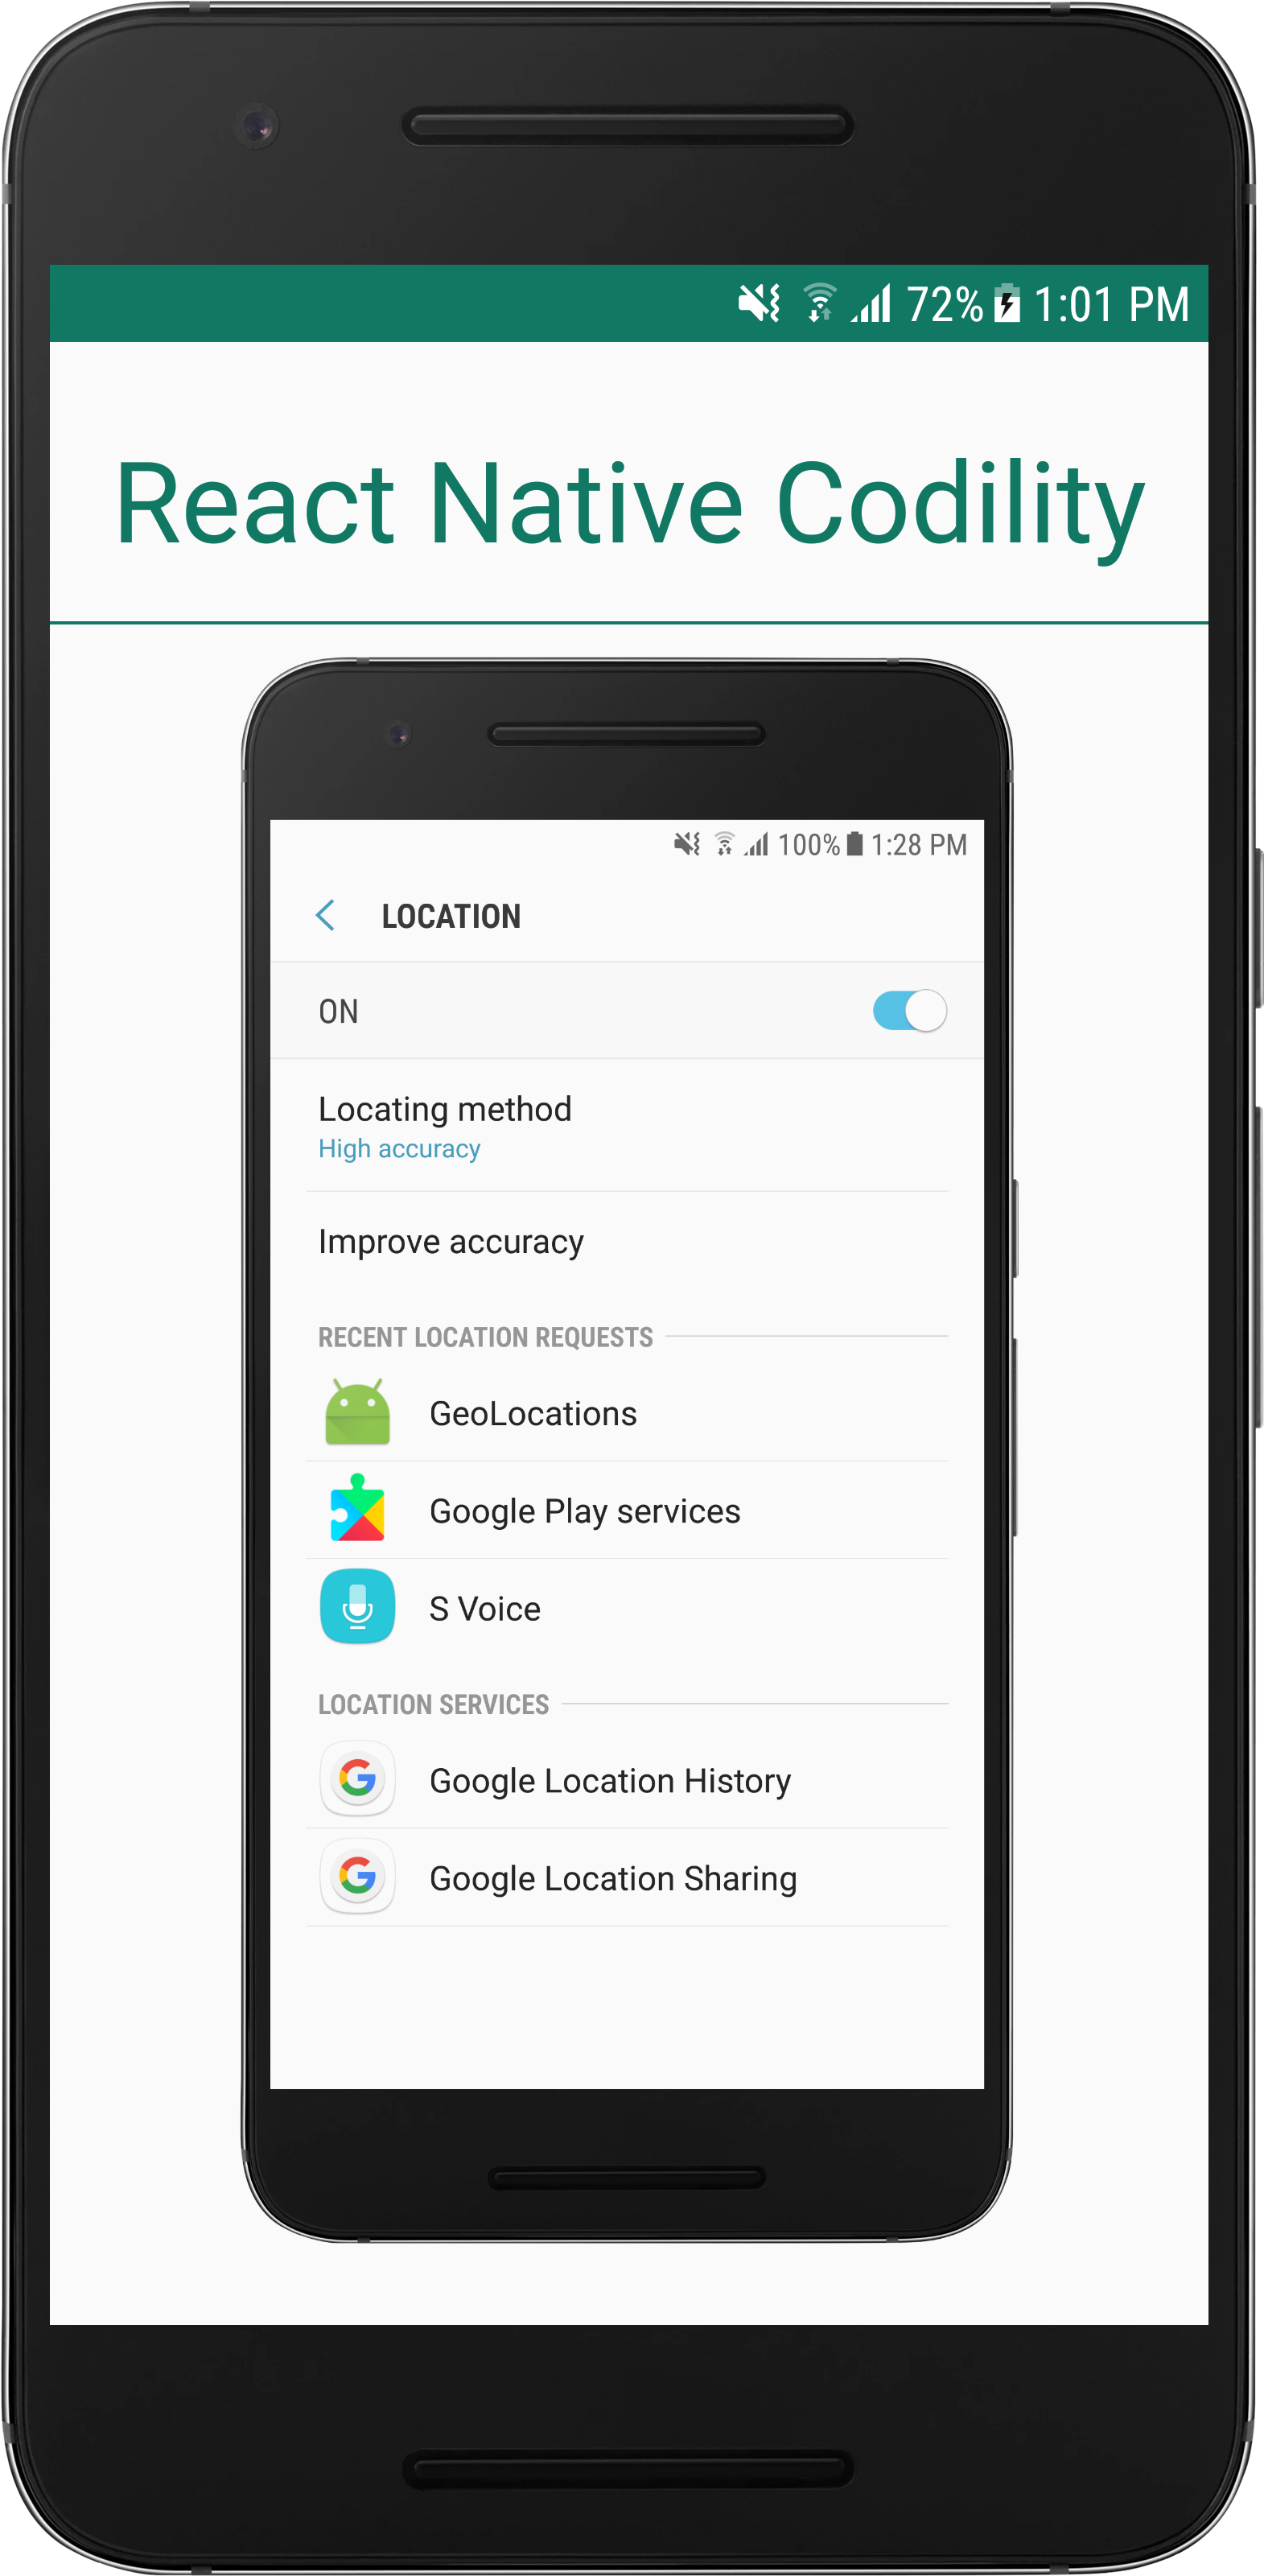 72% 1:01 PM
React Native Codility
100% 1:28 PM
LOCATION
ON
Locating method
High accuracy
Improve accuracy
RECENT LOCATION REQUESTS
GeoLocations
Google Play services
S Voice
LOCATION SERVICES
Google Location History
Google Location Sharing